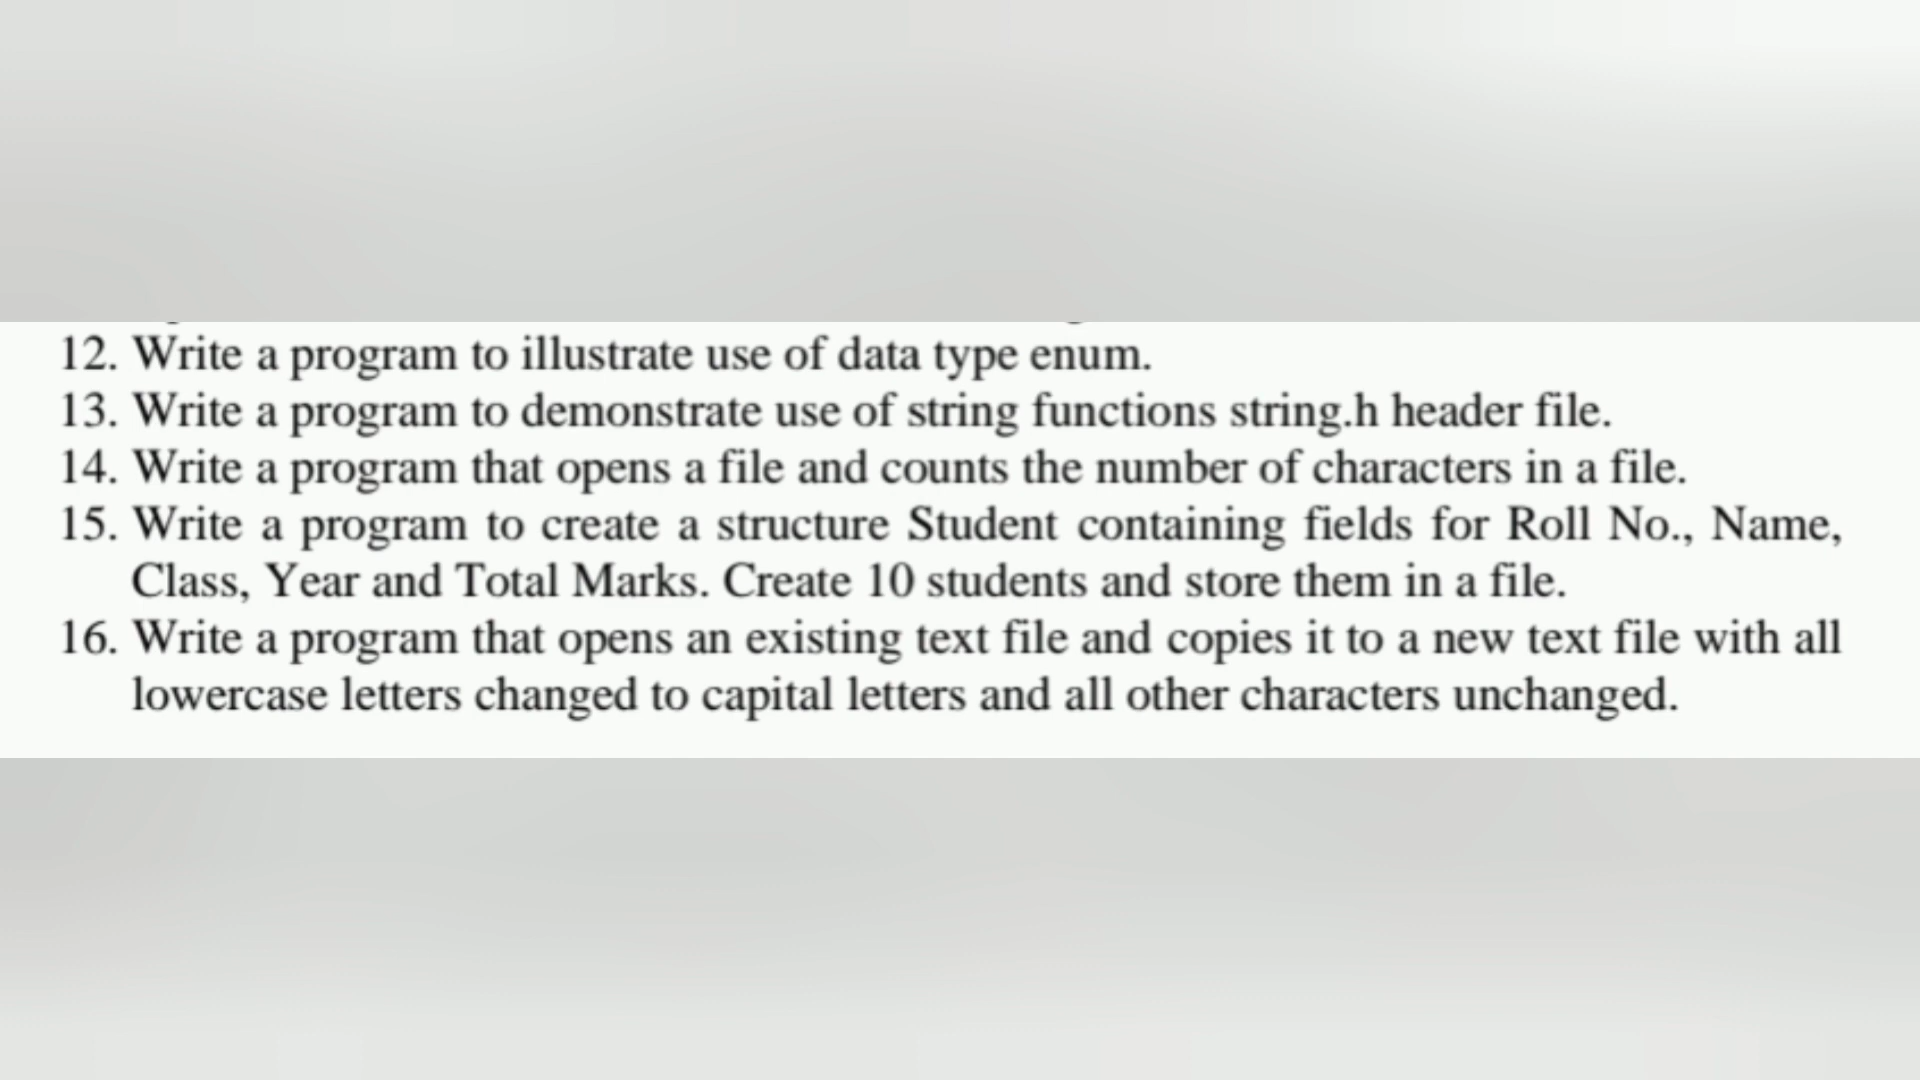 12. Write a program to illustrate use of data type enum.
13. Write a program to demonstrate use of string functions string.h header file.
14. Write a program that opens a file and counts the number of characters in a file.
15. Write a program to create a structure Student containing fields for Roll No., Name,
Class, Year and Total Marks. Create 10 students and store them in a file.
16. Write a program that opens an existing text file and copies it to a new text file with all
lowercase letters changed to capital letters and all other characters unchanged.